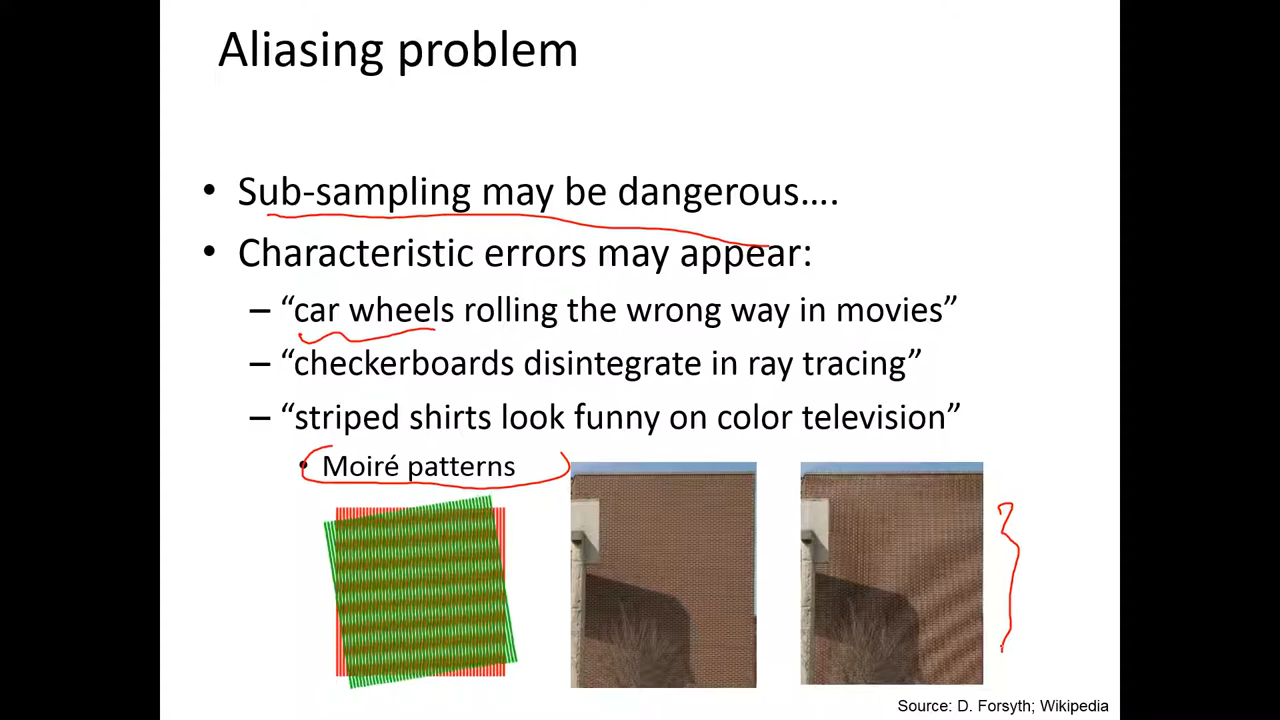 Aliasing problem
• Sub-sampling may be dangerous….
• Characteristic errors may appear:
– “car wheels rolling the wrong way in movies”
– “checkerboards disintegrate in ray tracing”
– “striped shirts look funny on color television”
• Moiré patterns
Source: D. Forsyth; Wikipedia